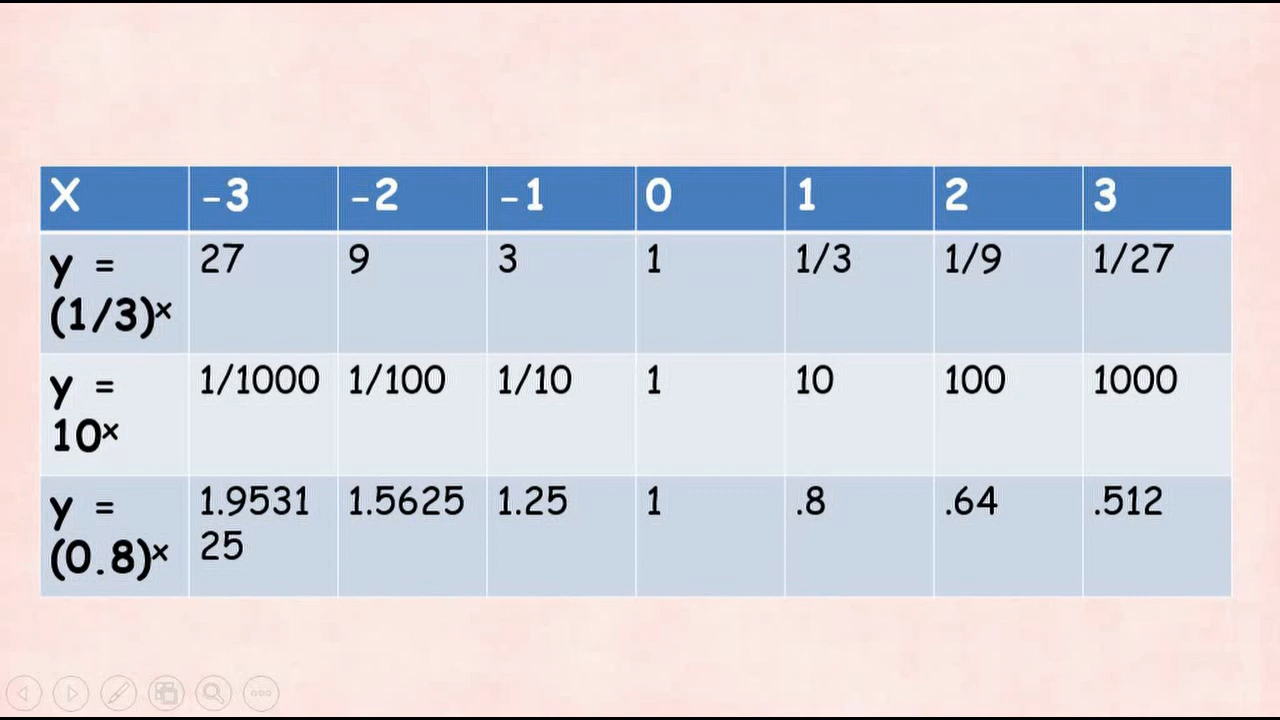 X -3 -2 -1 0 1 2 3
y = 27 9 3 1 1/3 1/9 1/27
(1/3)ˣ
y = 1/1000 1/100 1/10 1 10 100 1000
10ˣ
y = 1.9531 1.5625 1.25 1 .8 .64 .512
(0.8)ˣ 25